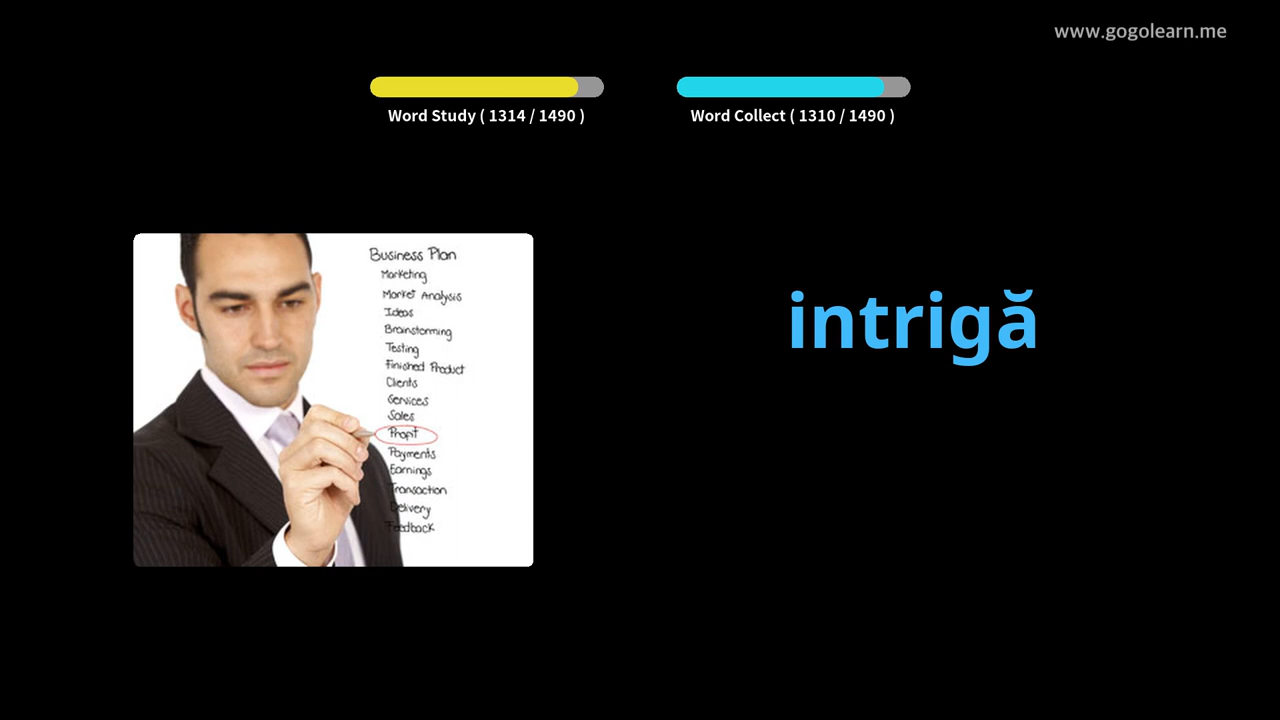 www.gogolearn.me
Word Study ( 1314 / 1490 )
Word Collect ( 1310 / 1490 )
Business Plan
Marketing
Market Analysis
Ideas
Brainstorming
Testing
Finished Product
Clients
Services
Sales
Profit
Payments
Earnings
Transaction
Delivery
Feedback
intrigă